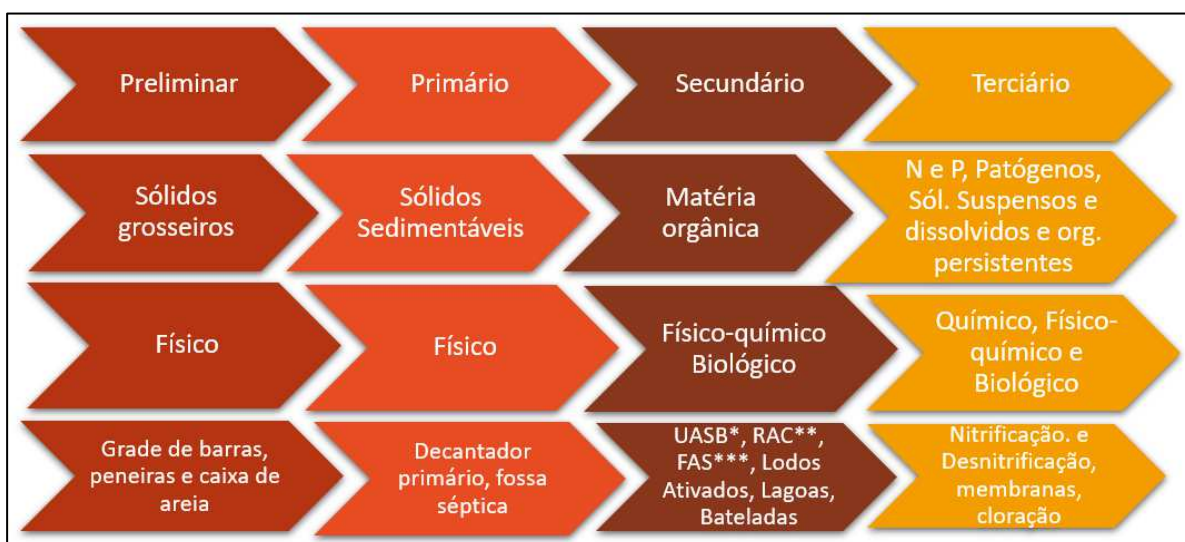 Preliminar
Primário
Secundário
Terciário
Sólidos
grosseiros
Sólidos
Sedimentáveis
Matéria
orgânica
N e P, Patógenos,
Sól. Suspensos e
dissolvidos e org.
persistentes
Físico
Físico
Físico-químico
Biológico
Químico, Físico-
químico e
Biológico
Grade de barras,
peneiras e caixa de
areia
Decantador
primário, fossa
séptica
UASB*, RAC**,
FAS***, Lodos
Ativados, Lagoas,
Bateladas
Nitrificação. e
Desnitrificação,
membranas,
cloração